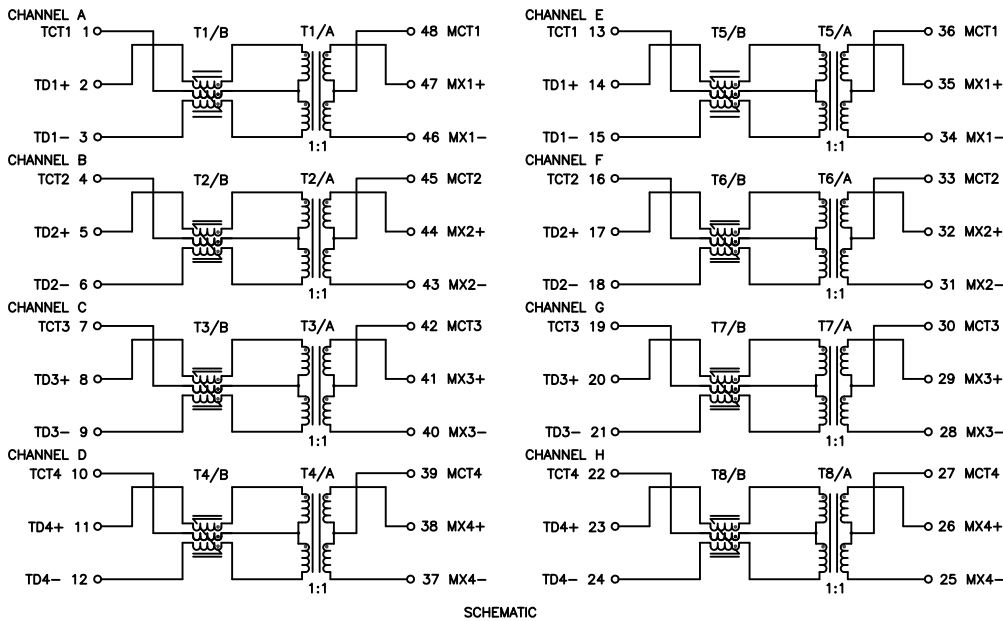 CHANNEL A
TCT1 1 T1/B T1/A 48 MCT1
TD1+ 2 47 MX1+
TD1- 3 46 MX1-
1:1
CHANNEL B
TCT2 4 T2/B T2/A 45 MCT2
TD2+ 5 44 MX2+
TD2- 6 43 MX2-
1:1
CHANNEL C
TCT3 7 T3/B T3/A 42 MCT3
TD3+ 8 41 MX3+
TD3- 9 40 MX3-
1:1
CHANNEL D
TCT4 10 T4/B T4/A 39 MCT4
TD4+ 11 38 MX4+
TD4- 12 37 MX4-
1:1
CHANNEL E
TCT1 13 T5/B T5/A 36 MCT1
TD1+ 14 35 MX1+
TD1- 15 34 MX1-
1:1
CHANNEL F
TCT2 16 T6/B T6/A 33 MCT2
TD2+ 17 32 MX2+
TD2- 18 31 MX2-
1:1
CHANNEL G
TCT3 19 T7/B T7/A 30 MCT3
TD3+ 20 29 MX3+
TD3- 21 28 MX3-
1:1
CHANNEL H
TCT4 22 T8/B T8/A 27 MCT4
TD4+ 23 26 MX4+
TD4- 24 25 MX4-
1:1
SCHEMATIC